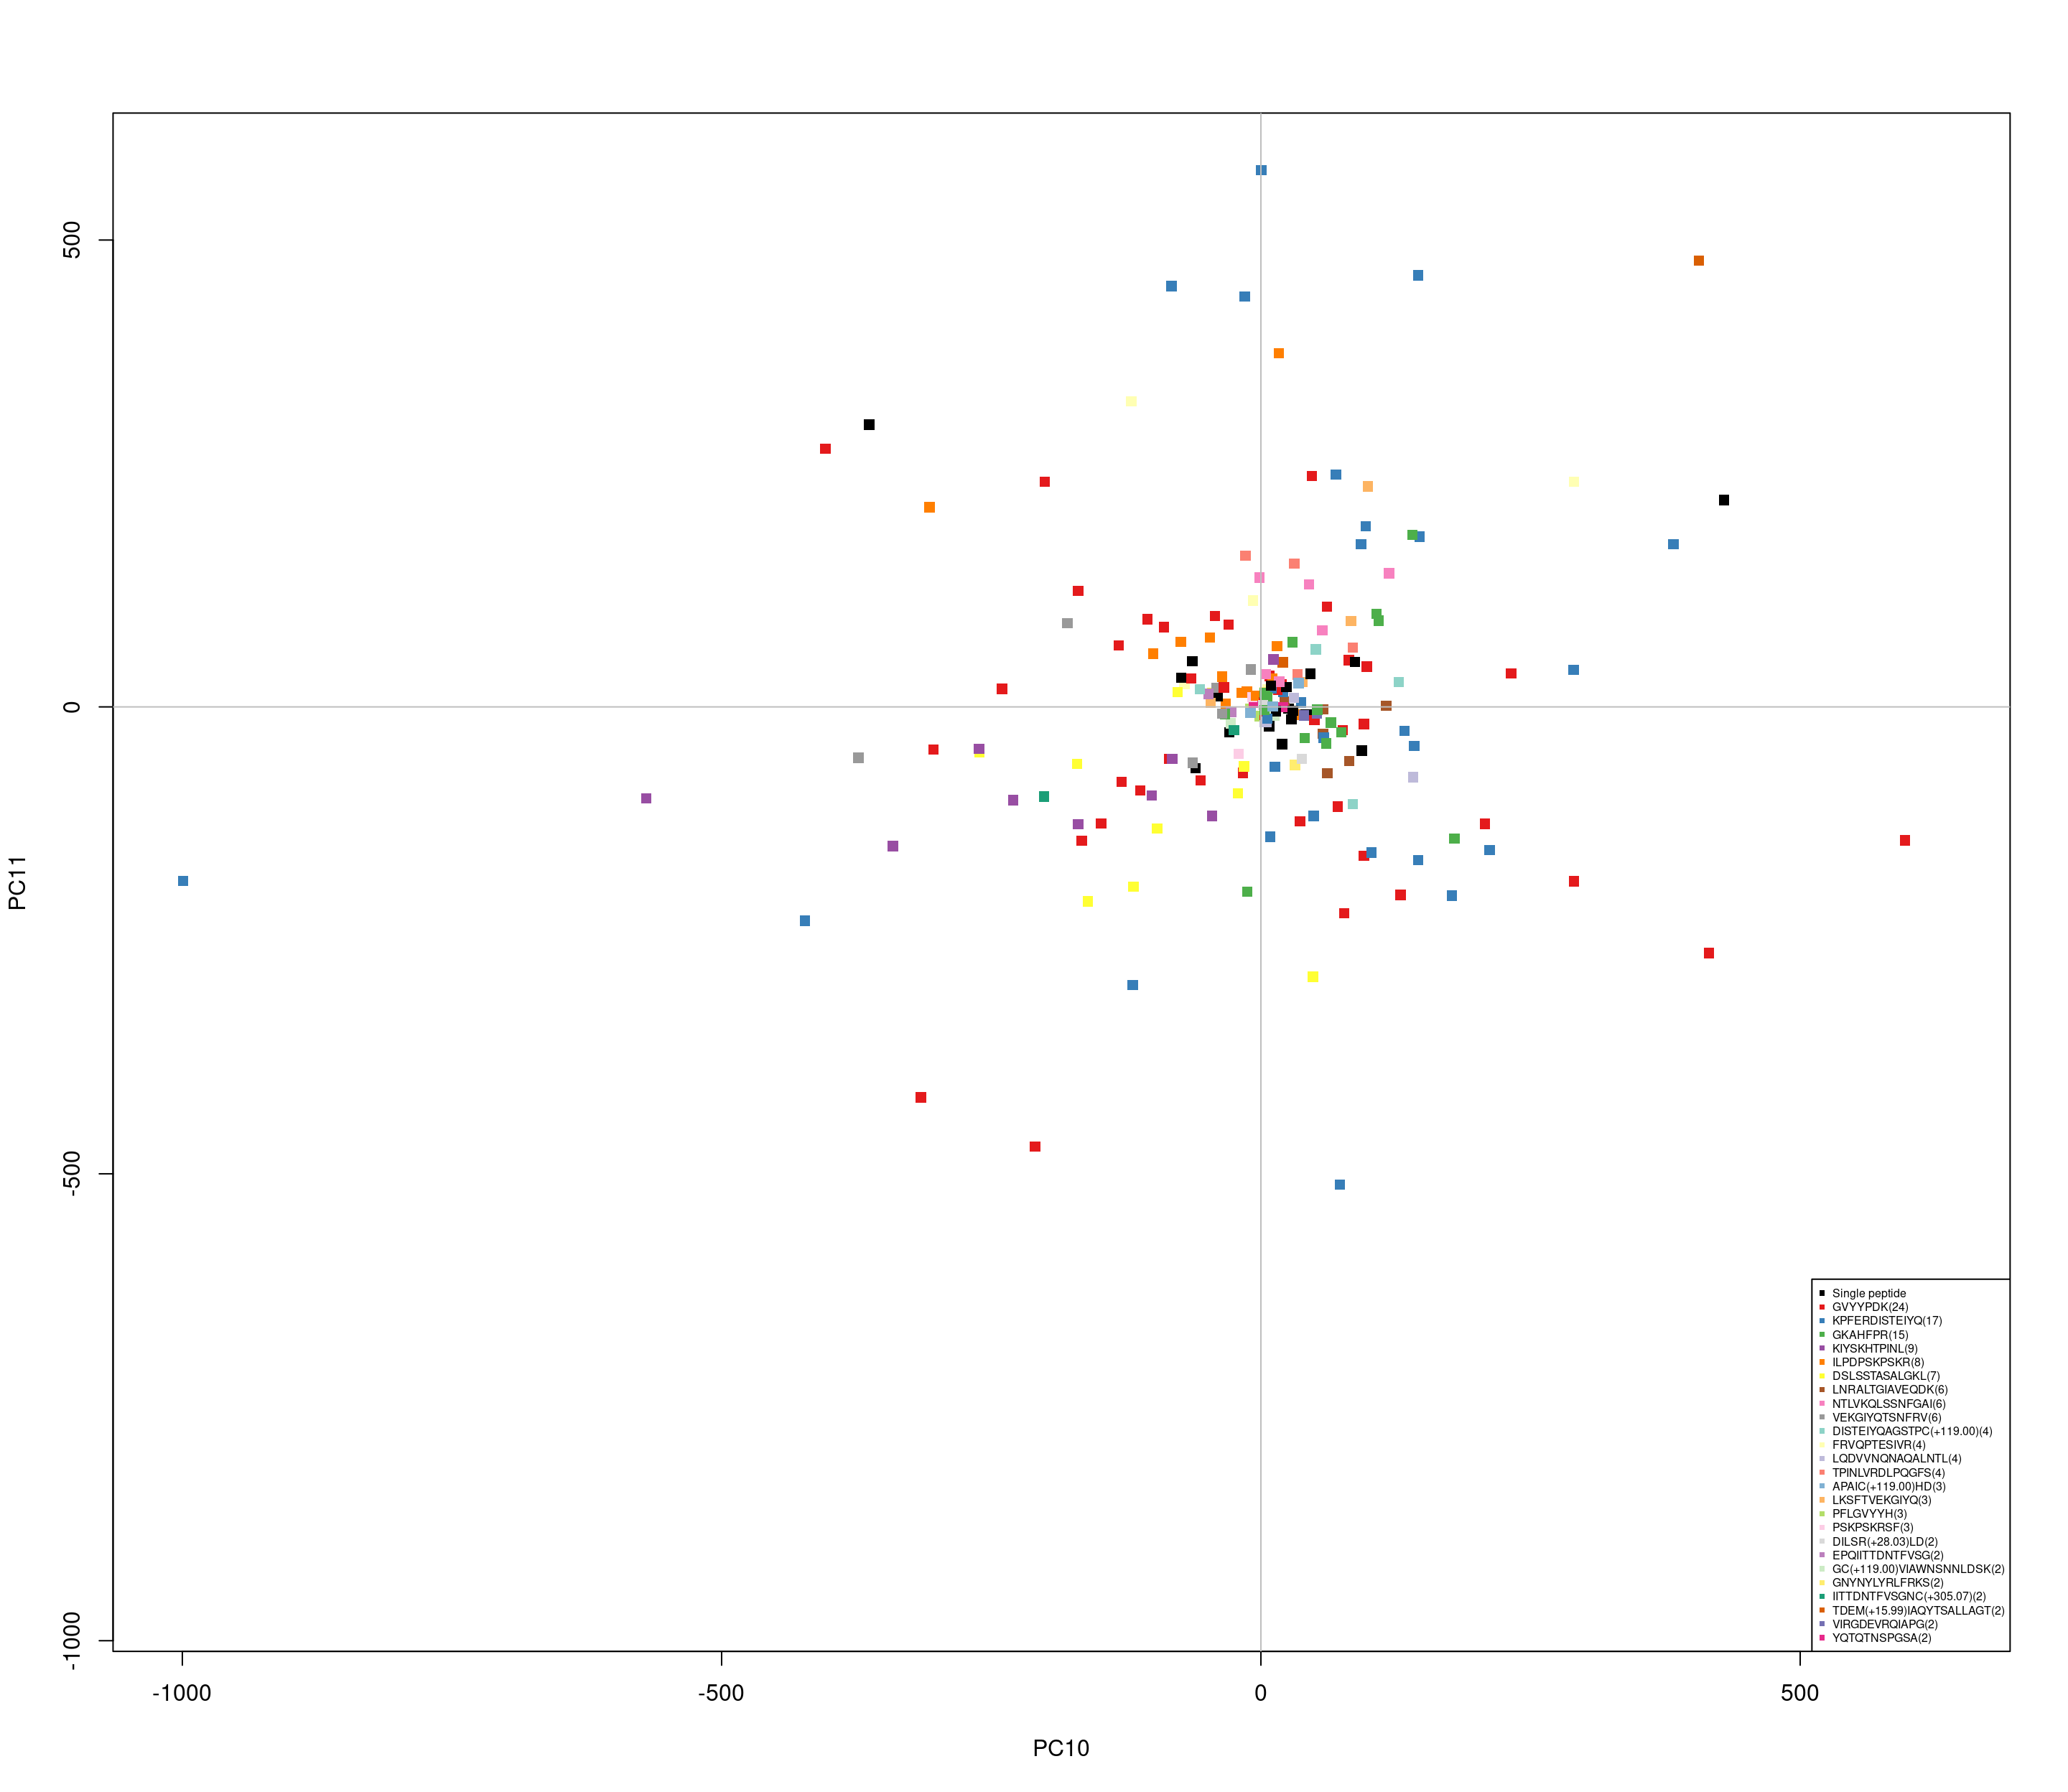 500
0
-500
-1000
PC11
-1000
-500
0
500
PC10
Single peptide
GVYYPDK(24)
KPFERDISTEIYQ(17)
GKAHFPR(15)
KIYSKHTPINL(9)
ILPDPSKPSKR(8)
DSLSSTASALGKL(7)
LNRALTGIAVEQDK(6)
NTLVKQLSSNFGAI(6)
VEKGIYQTSNFRV(6)
DISTEIYQAGSTPC(+119.00)(4)
FRVQPTESIVR(4)
LQDVVNQNAQALNTL(4)
TPINLVRDLPQGFS(4)
APAIC(+119.00)HD(3)
LKSFTVEKGIYQ(3)
PFLGVYYH(3)
PSKPSKRSF(3)
DILSR(+28.03)LD(2)
EPQIITTDNTFVSG(2)
GC(+119.00)VIAWNSNNLDSK(2)
GNYNYLYRLFRKS(2)
IITTDNTFVSGNC(+305.07)(2)
TDEM(+15.99)IAQYTSALLAGT(2)
VIRGDEVRQIAPG(2)
YQTQTNSPGSA(2)